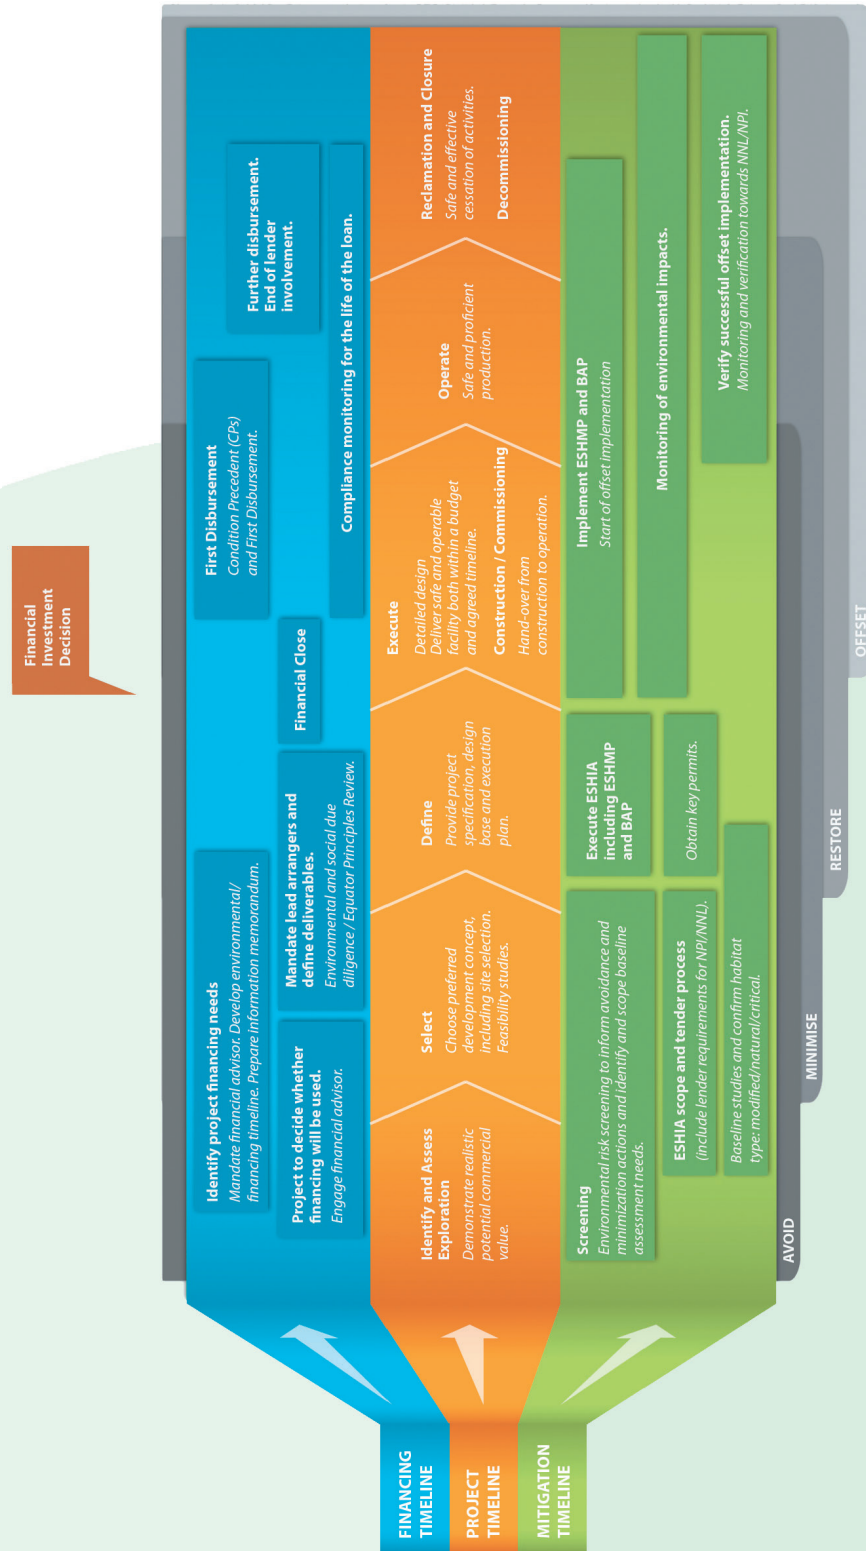 Financial
Investment
Decision
FINANCING
TIMELINE
Identify project financing needs
Mandate financial advisor. Develop environmental/
financing timeline. Prepare information memorandum.
Project to decide whether
financing will be used.
Engage financial advisor.
Mandate lead arrangers and
define deliverables.
Environmental and social due
diligence / Equator Principles Review.
Financial Close
First Disbursement
Condition Precedent (CPs)
and First Disbursement.
Further disbursement.
End of lender
involvement.
Compliance monitoring for the life of the loan.
PROJECT
TIMELINE
Identify and Assess
Exploration
Demonstrate realistic
potential commercial
value.
Select
Choose preferred
development concept,
including site selection.
Feasibility studies.
Define
Provide project
specification, design
base and execution
plan.
Execute
Detailed design
Deliver safe and operable
facility both within a budget
and agreed timeline.
Construction / Commissioning
Hand-over from
construction to operation.
Operate
Safe and proficient
production.
Reclamation and Closure
Safe and effective
cessation of activities.
Decommissioning
MITIGATION
TIMELINE
Screening
Environmental risk screening to inform avoidance and
minimization actions and identify and scope baseline
assessment needs.
ESHIA scope and tender process
(include lender requirements for NPI/NNL).
Baseline studies and confirm habitat
type: modified/natural/critical.
Execute ESHIA
including ESHMP
and BAP
Obtain key permits.
Implement ESHMP and BAP
Start of offset implementation
Monitoring of environmental impacts.
Verify successful offset implementation.
Monitoring and verification towards NNL/NPI.
AVOID
MINIMISE
RESTORE
OFFSET